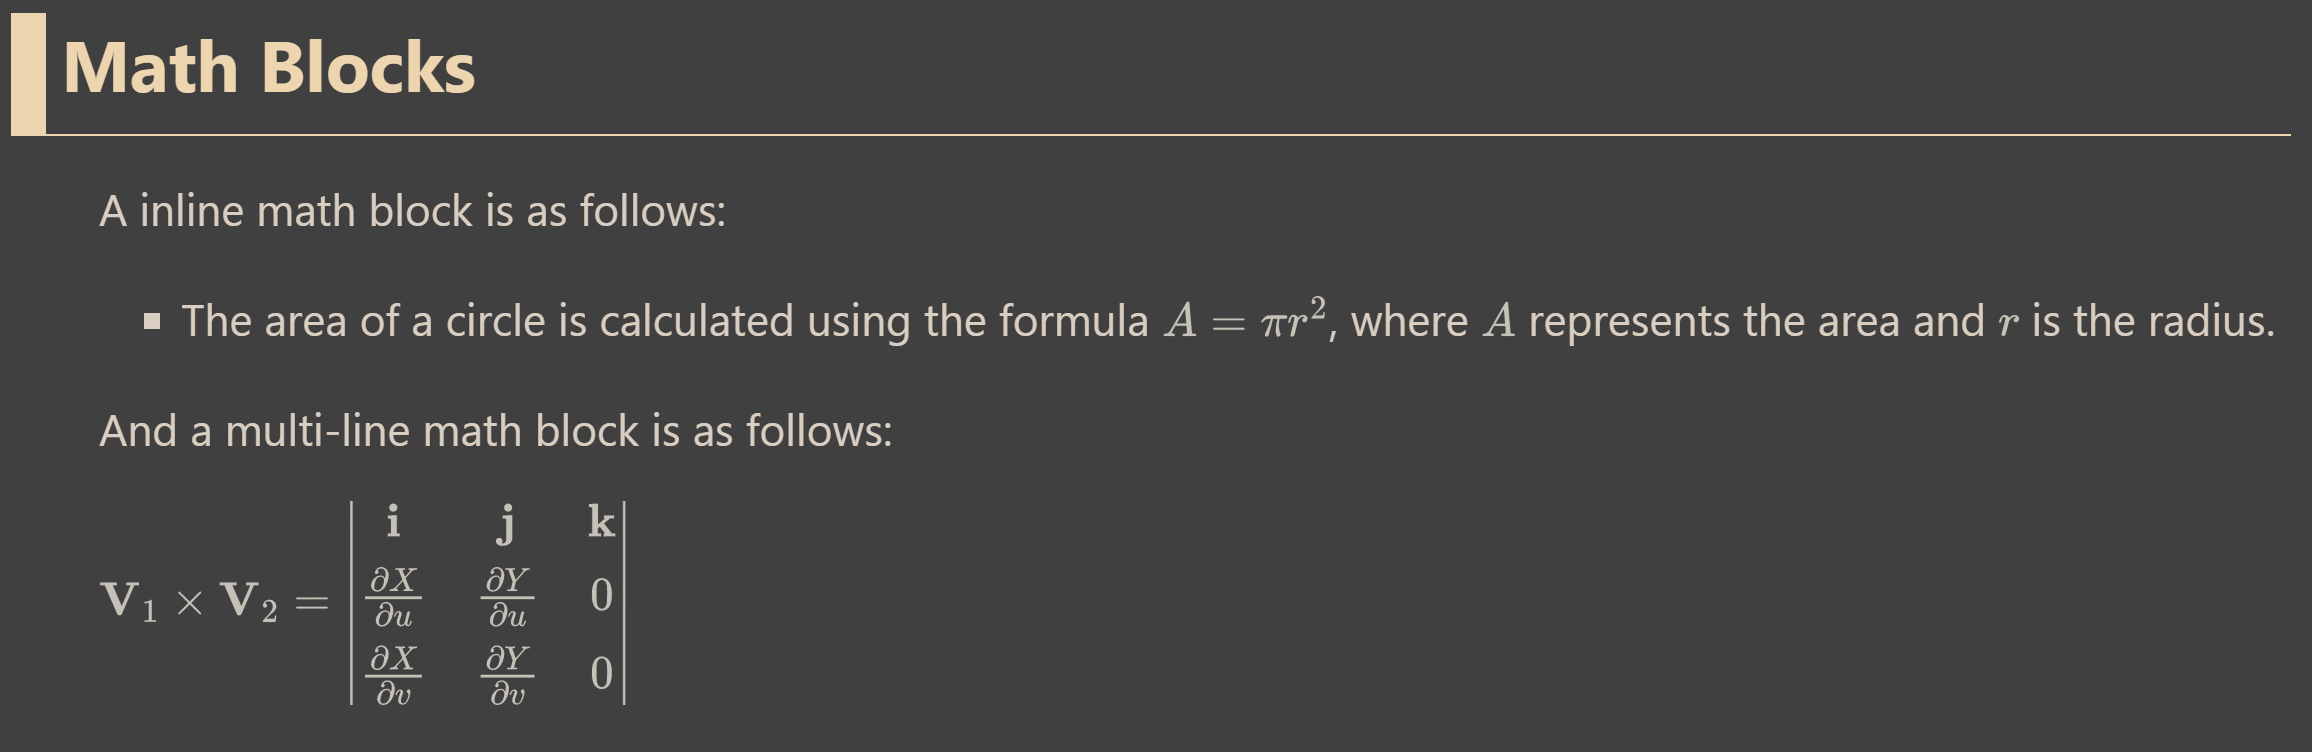 Math Blocks
A inline math block is as follows:
▪ The area of a circle is calculated using the formula $A = \pi r^2$, where $A$ represents the area and $r$ is the radius.
And a multi-line math block is as follows:
$\mathbf{V}_1 \times \mathbf{V}_2 = \begin{vmatrix} \mathbf{i} & \mathbf{j} & \mathbf{k} \\ \frac{\partial X}{\partial u} & \frac{\partial Y}{\partial u} & 0 \\ \frac{\partial X}{\partial v} & \frac{\partial Y}{\partial v} & 0 \end{vmatrix}$